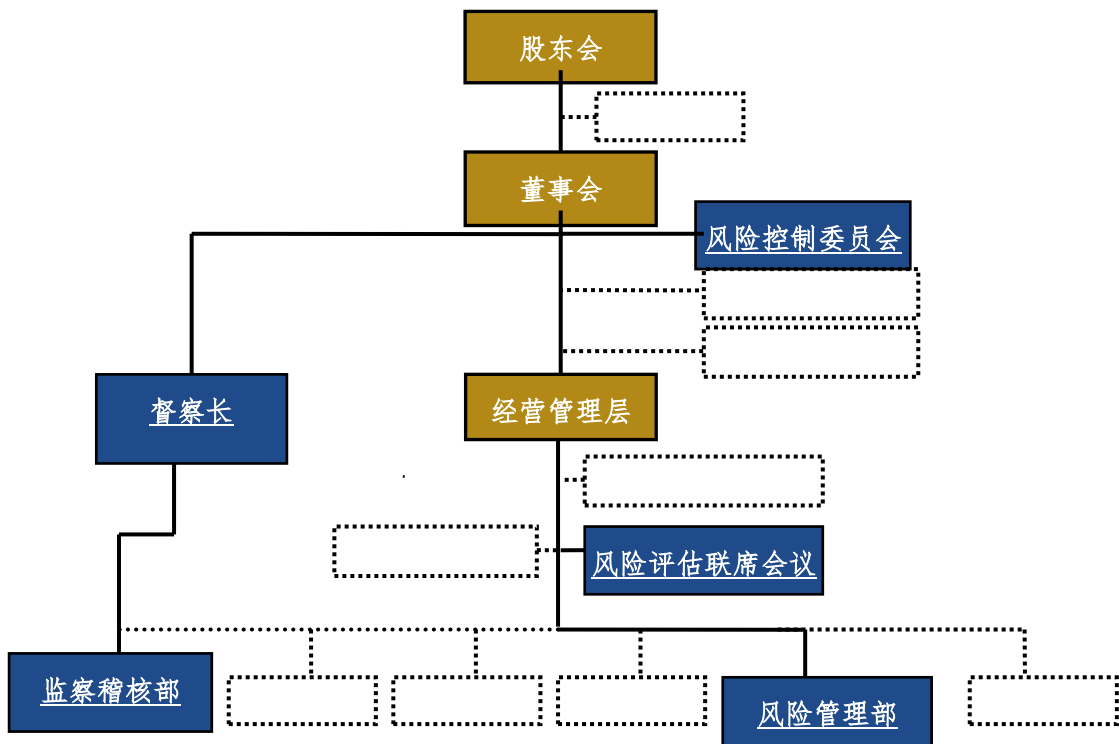 股东会
董事会
风险控制委员会
督察长
经营管理层
风险评估联席会议
监察稽核部
风险管理部